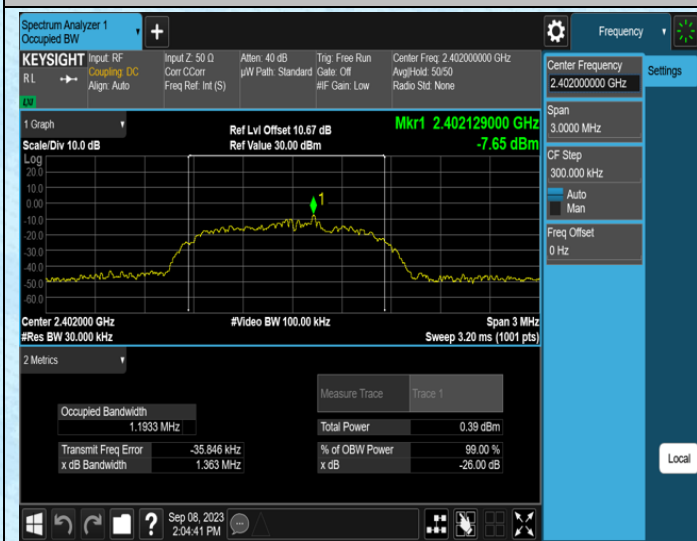 Spectrum Analyzer 1
Occupied BW
Frequency
KEYSIGHT
RL
LNI
Input: RF
Coupling: DC
Align: Auto
Input Z: 50 Ω
Corr CCorr
Freq Ref: Int (S)
Atten: 40 dB
µW Path: Standard
Trig: Free Run
Gate: Off
#IF Gain: Low
Center Freq: 2.402000000 GHz
Avg|Hold: 50/50
Radio Std: None
Center Frequency
2.402000000 GHz
Settings
Span
3.0000 MHz
CF Step
300.000 kHz
Auto
Man
Freq Offset
0 Hz
1 Graph
Scale/Div 10.0 dB
Ref Lvl Offset 10.67 dB
Ref Value 30.00 dBm
Mkr1 2.402129000 GHz
-7.65 dBm
Log
20.0
10.0
0.00
-10.0
-20.0
-30.0
-40.0
-50.0
-60.0
1
Center 2.402000 GHz
#Res BW 30.000 kHz
#Video BW 100.00 kHz
Span 3 MHz
Sweep 3.20 ms (1001 pts)
2 Metrics
Measure Trace Trace 1
Occupied Bandwidth
1.1933 MHz
Total Power 0.39 dBm
Transmit Freq Error -35.846 kHz
% of OBW Power 99.00 %
x dB Bandwidth 1.363 MHz
x dB -26.00 dB
Local
Sep 08, 2023
2:04:41 PM